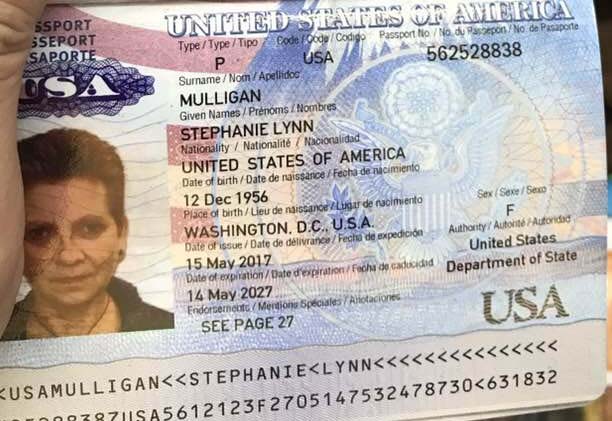 SSPORT
SSEPORT
SAPORTE
USA
UNITED STATES OF AMERICA
Type / Type / Tipo Code / Code / Codigo Passport No. / No. du Passeport / No. de Pasaporte
P USA 562528838
Surname / Nom / Apellidos
MULLIGAN
Given Names / Prénoms / Nombres
STEPHANIE LYNN
Nationality / Nationalité / Nacionalidad
UNITED STATES OF AMERICA
Date of birth / Date de naissance / Fecha de nacimiento
12 Dec 1956
Place of birth / Lieu de naissance / Lugar de nacimiento Sex / Sexe / Sexo
WASHINGTON, D.C., U.S.A. F
Date of issue / Date de délivrance / Fecha de expedición Authority / Autorité / Autoridad
15 May 2017 United States
Date of expiration / Date d'expiration / Fecha de caducidad Department of State
14 May 2027
Endorsements / Mentions Spéciales / Anotaciones
SEE PAGE 27 USA
<USAMULLIGAN<<STEPHANIE<LYNN<<<<<<<<<<<<<<<
8387USA5612123F2705147532478730<631832